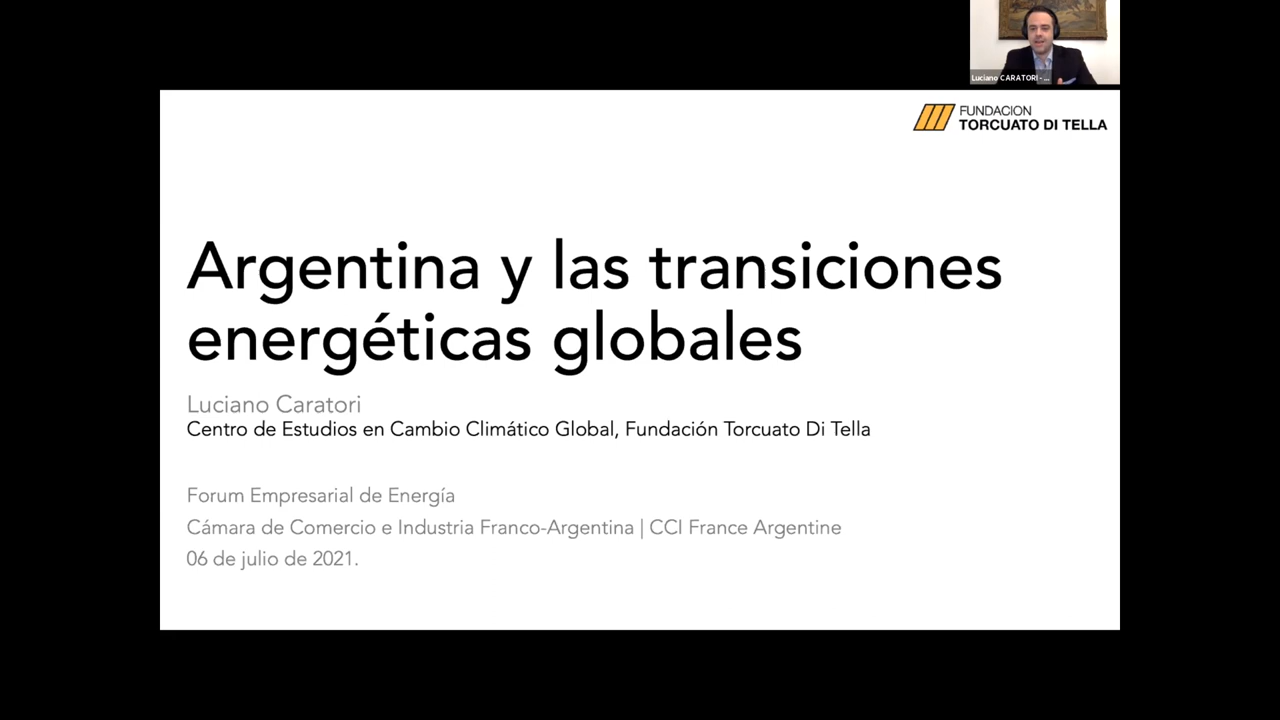 Luciano CARATORI - ...
FUNDACION
TORCUATO DI TELLA
Argentina y las transiciones
energéticas globales
Luciano Caratori
Centro de Estudios en Cambio Climático Global, Fundación Torcuato Di Tella
Forum Empresarial de Energía
Cámara de Comercio e Industria Franco-Argentina | CCI France Argentine
06 de julio de 2021.